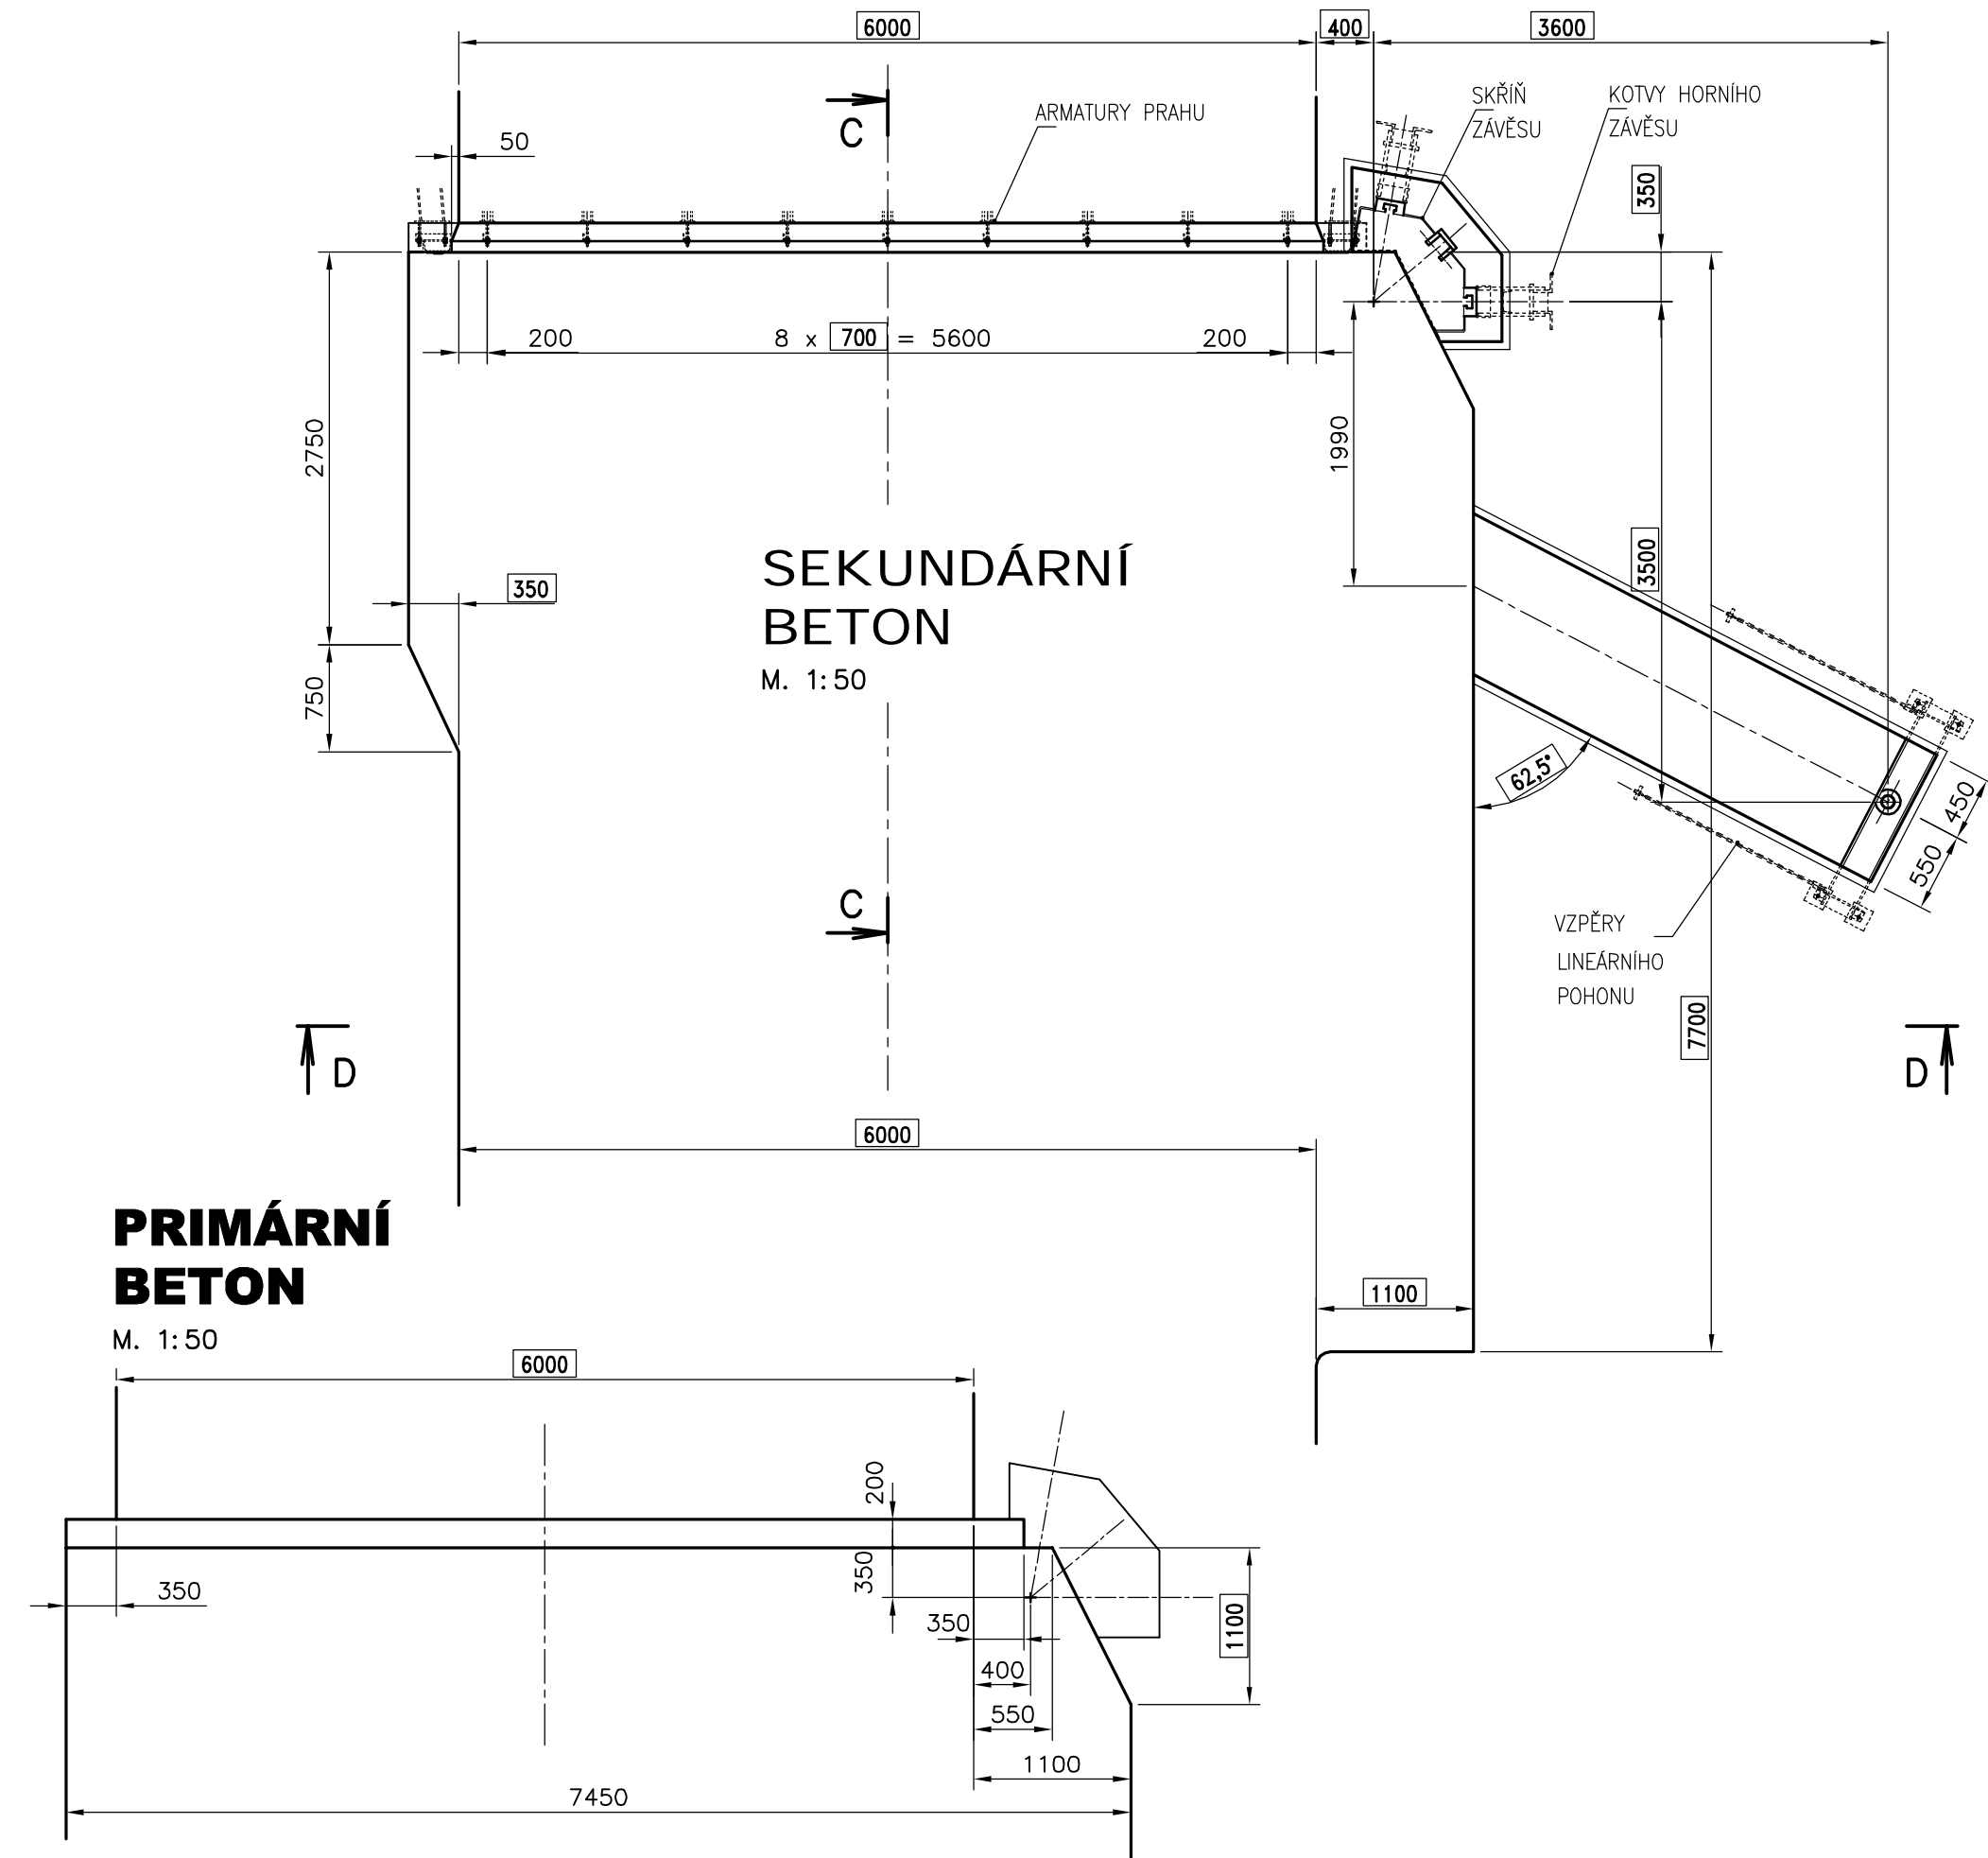 6000
400
3600
C
ARMATURY PRAHU
SKŘÍŇ
ZÁVĚSU
KOTVY HORNÍHO
ZÁVĚSU
50
350
200
8 x 700 = 5600
200
2750
1990
350
3500
SEKUNDÁRNÍ
BETON
M. 1:50
750
62,5°
450
550
C
VZPĚRY
LINEÁRNÍHO
POHONU
7700
D
D
6000
1100
PRIMÁRNÍ
BETON
M. 1:50
6000
200
350
350
350
1100
400
550
1100
7450